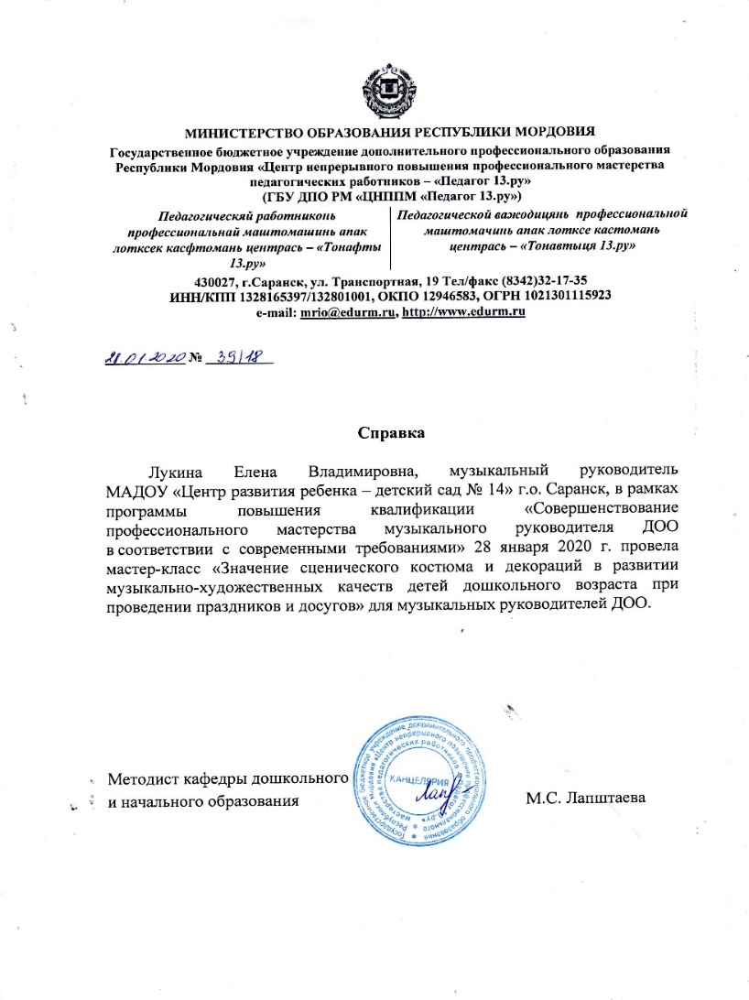 МИНИСТЕРСТВО ОБРАЗОВАНИЯ РЕСПУБЛИКИ МОРДОВИЯ
Государственное бюджетное учреждение дополнительного профессионального образования
Республики Мордовия «Центр непрерывного повышения профессионального мастерства
педагогических работников – «Педагог 13.ру»
(ГБУ ДПО РМ «ЦНППМ «Педагог 13.ру»)
Педагогическяй работниконь
профессиональнай маштомашинь апак
лотксек касфтомань центрась – «Тонафты
13.ру»
Педагогической важодицянь профессиональной
маштомачинь апак лотксе кастомань
центрась – «Тонавтыця 13.ру»
430027, г.Саранск, ул. Транспортная, 19 Тел/факс (8342)32-17-35
ИНН/КПП 1328165397/132801001, ОКПО 12946583, ОГРН 1021301115923
e-mail: mrio@edurm.ru, http://www.edurm.ru
28.01.2020 № 39/18
Справка
Лукина Елена Владимировна, музыкальный руководитель
МАДОУ «Центр развития ребенка – детский сад № 14» г.о. Саранск, в рамках
программы повышения квалификации «Совершенствование
профессионального мастерства музыкального руководителя ДОО
в соответствии с современными требованиями» 28 января 2020 г. провела
мастер-класс «Значение сценического костюма и декораций в развитии
музыкально-художественных качеств детей дошкольного возраста при
проведении праздников и досугов» для музыкальных руководителей ДОО.
Методист кафедры дошкольного
и начального образования
КАНЦЕЛЯРИЯ
М.С. Лапштаева